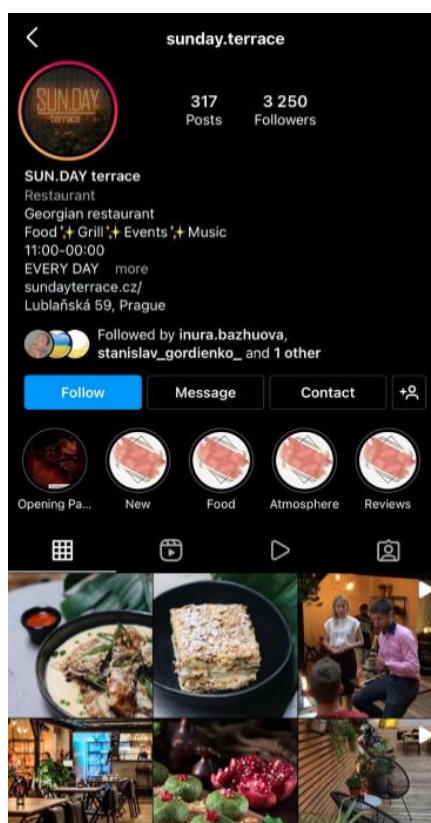 sunday.terrace
SUN.DAY
terrace
317
Posts
3 250
Followers
SUN.DAY terrace
Restaurant
Georgian restaurant
Food✨Grill✨Events✨Music
11:00-00:00
EVERY DAY more
sundayterrace.cz/
Lublaňská 59, Prague
Followed by inura.bazhuova,
stanislav_gordienko_ and 1 other
Follow
Message
Contact
Opening Pa...
New
Food
Atmosphere
Reviews